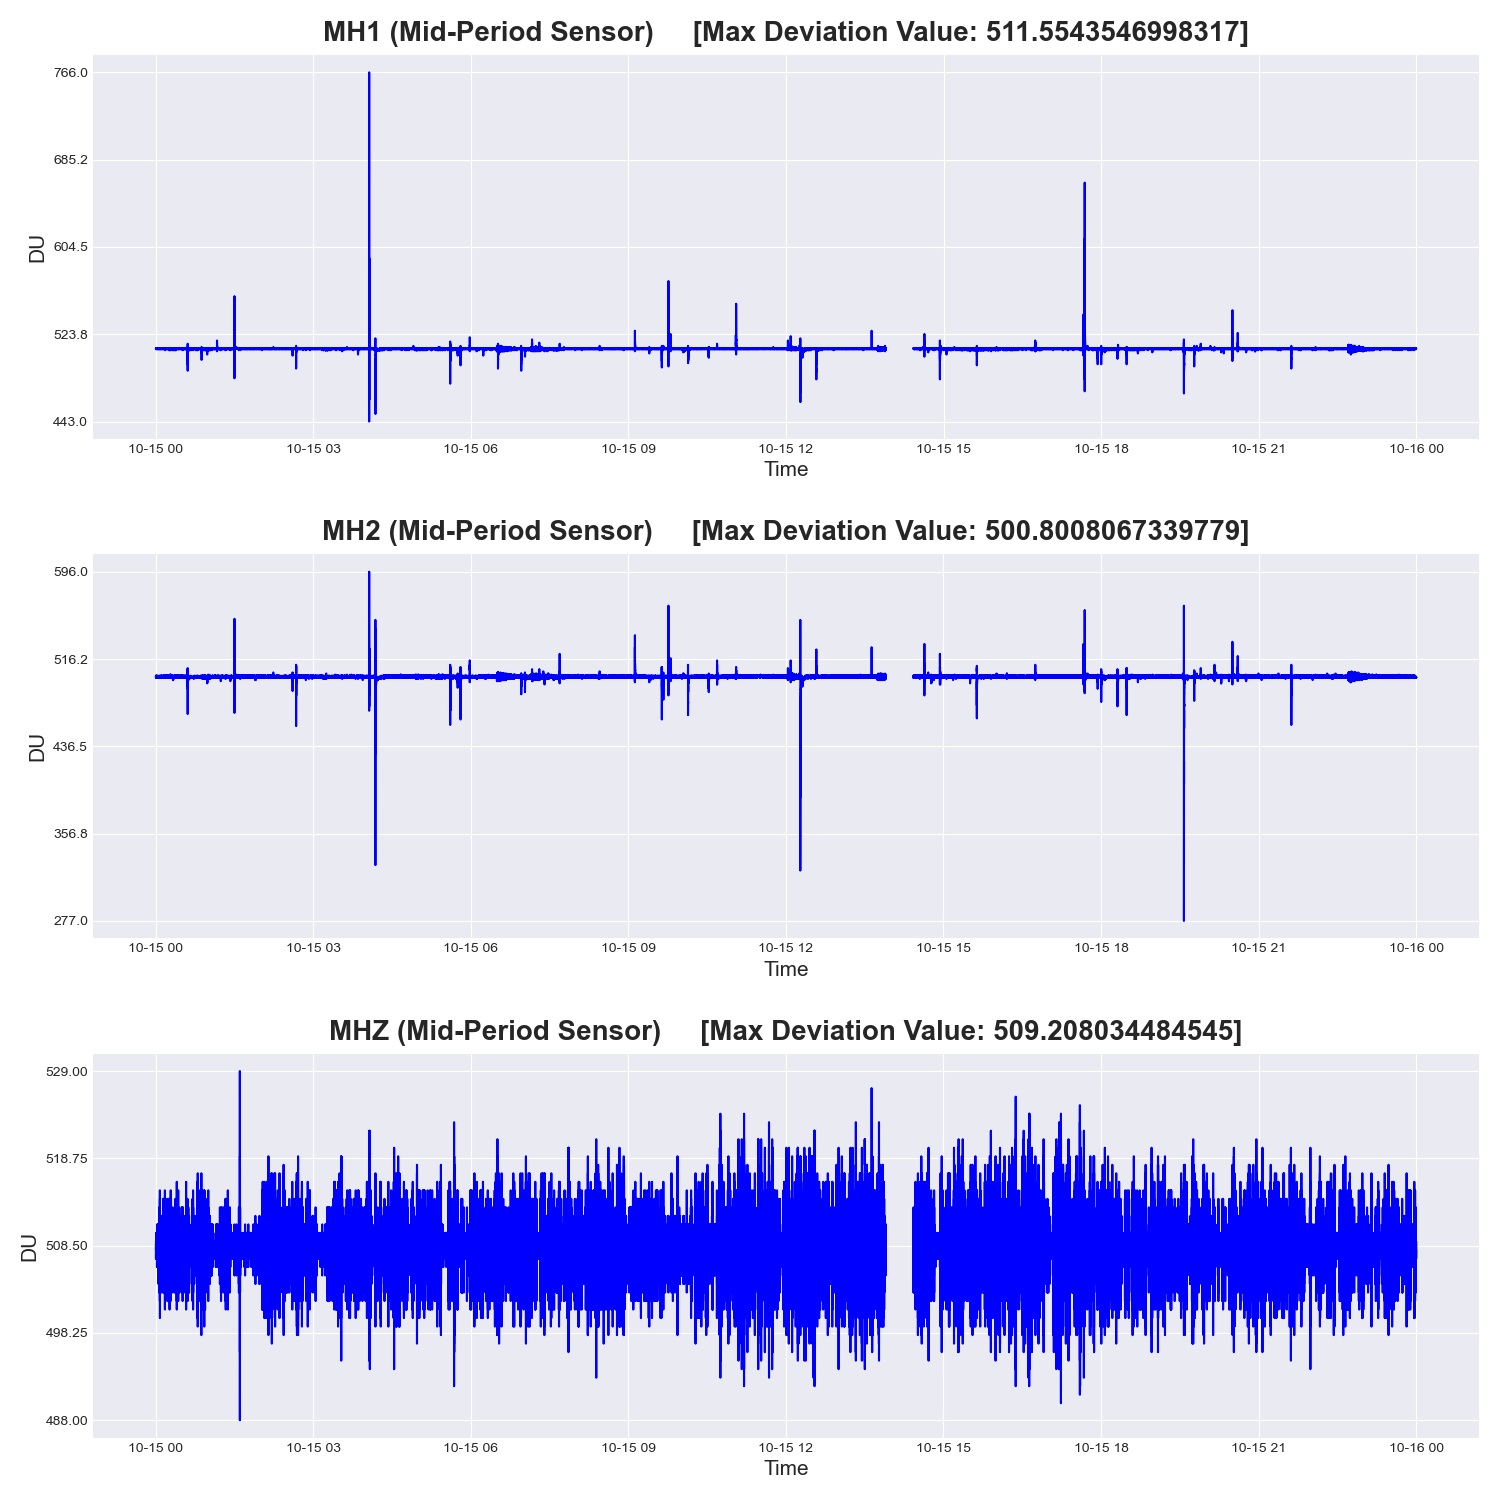 MH1 (Mid-Period Sensor) [Max Deviation Value: 511.5543546998317]
766.0
685.2
604.5
523.8
443.0
DU
10-15 00 10-15 03 10-15 06 10-15 09 10-15 12 10-15 15 10-15 18 10-15 21 10-16 00
Time
MH2 (Mid-Period Sensor) [Max Deviation Value: 500.8008067339779]
596.0
516.2
436.5
356.8
277.0
DU
10-15 00 10-15 03 10-15 06 10-15 09 10-15 12 10-15 15 10-15 18 10-15 21 10-16 00
Time
MHZ (Mid-Period Sensor) [Max Deviation Value: 509.208034484545]
529.00
518.75
508.50
498.25
488.00
DU
10-15 00 10-15 03 10-15 06 10-15 09 10-15 12 10-15 15 10-15 18 10-15 21 10-16 00
Time